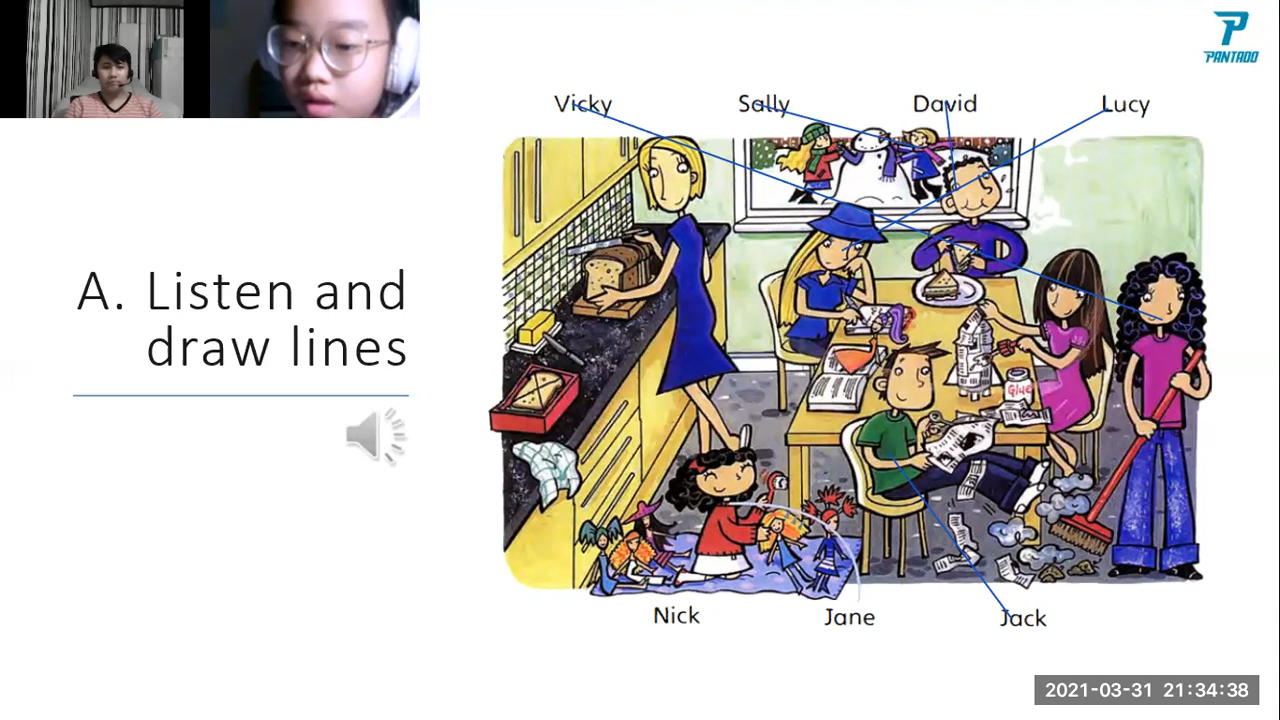 PANTADO
Vicky Sally David Lucy
A. Listen and
draw lines
Glue
Nick Jane Jack
2021-03-31 21:34:38